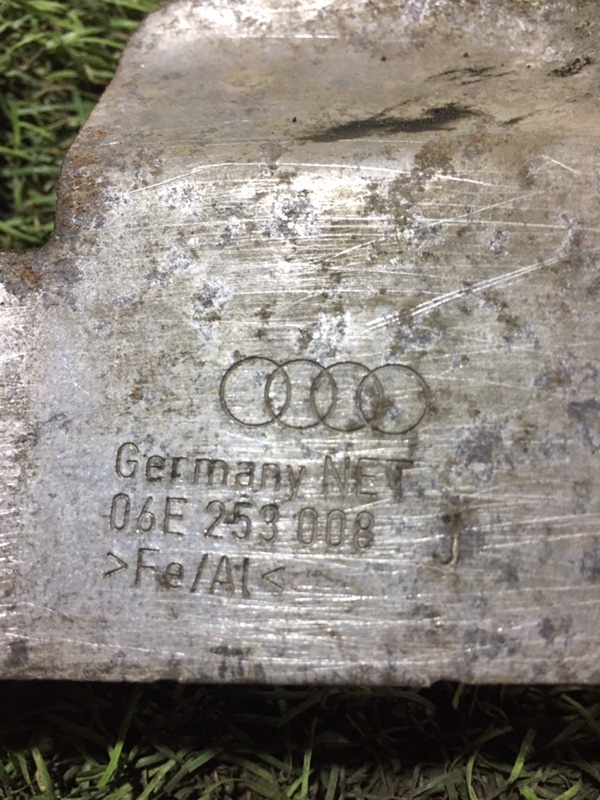 Germany NET
06E 253 008 J
>Fe/Al<